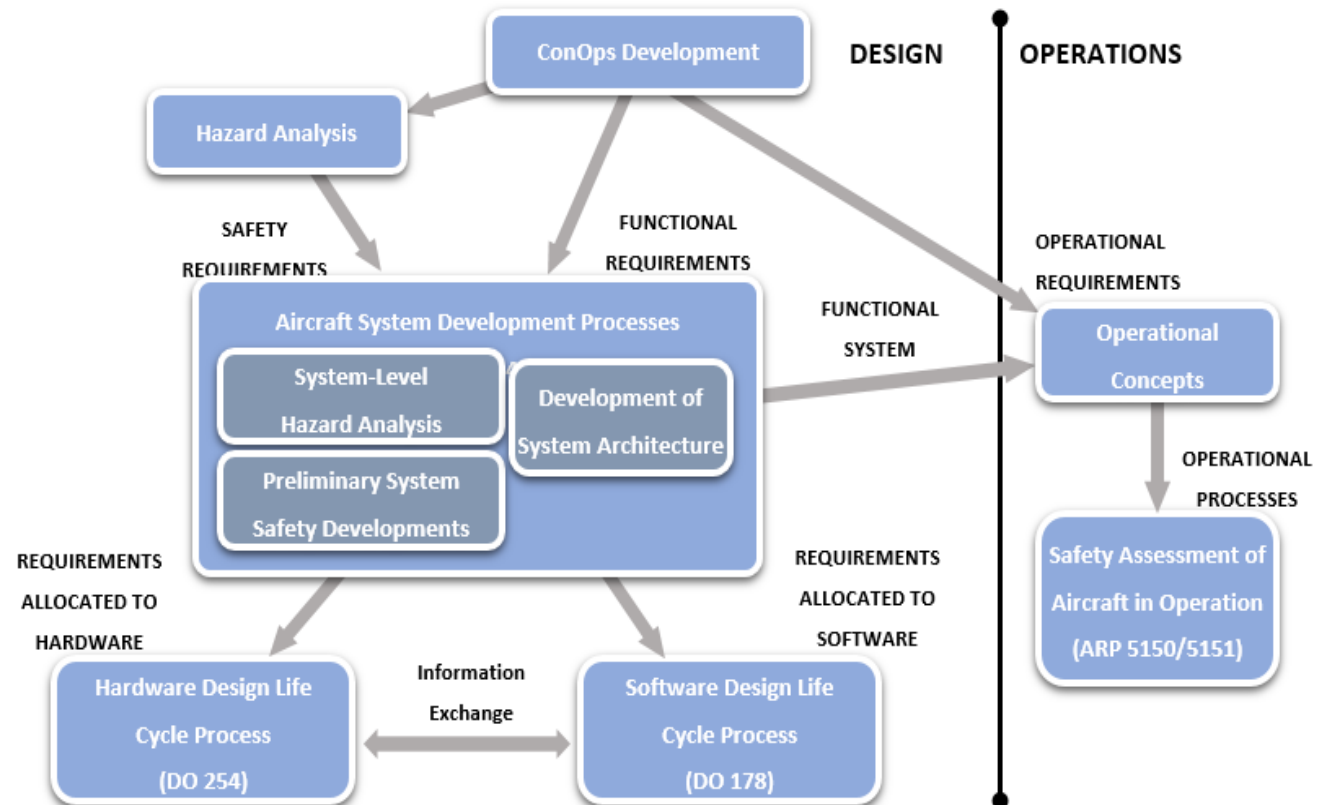 ConOps Development
DESIGN
OPERATIONS
Hazard Analysis
SAFETY
REQUIREMENTS
FUNCTIONAL
REQUIREMENTS
OPERATIONAL
REQUIREMENTS
Aircraft System Development Processes
System-Level
Hazard Analysis
Development of
System Architecture
Preliminary System
Safety Developments
FUNCTIONAL
SYSTEM
Operational
Concepts
OPERATIONAL
PROCESSES
Safety Assessment of
Aircraft in Operation
(ARP 5150/5151)
REQUIREMENTS
ALLOCATED TO
HARDWARE
REQUIREMENTS
ALLOCATED TO
SOFTWARE
Hardware Design Life
Cycle Process
(DO 254)
Information
Exchange
Software Design Life
Cycle Process
(DO 178)